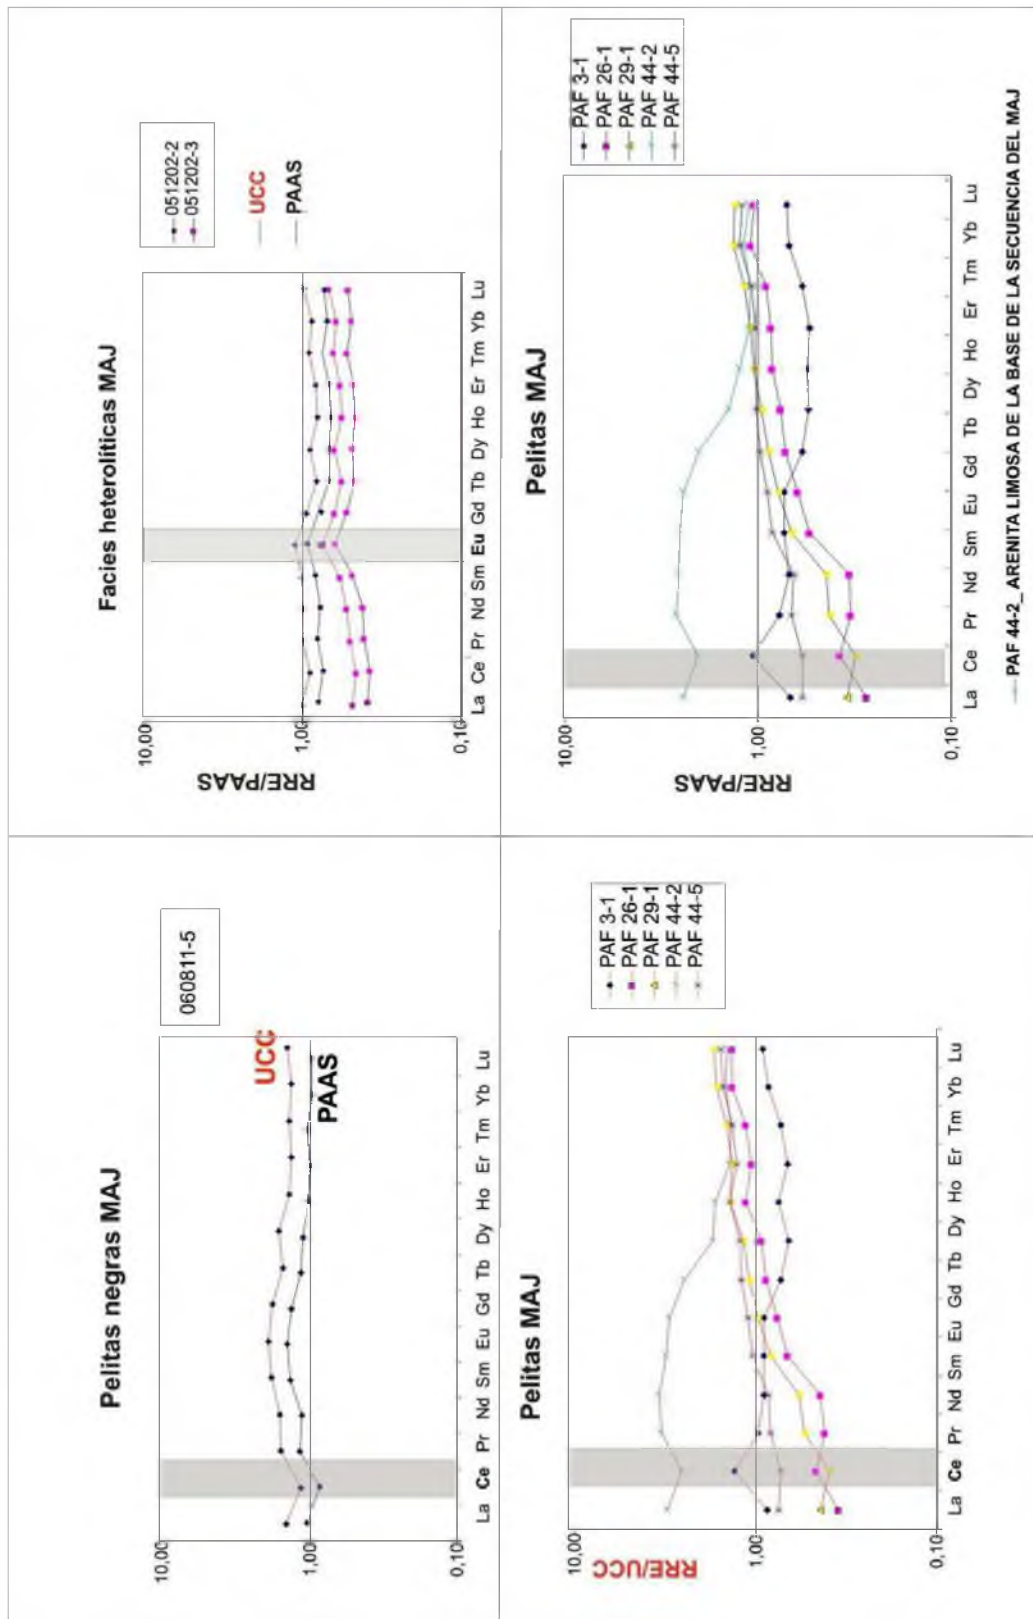 Pelitas negras MAJ
10,00
1,00
0,10
La Ce Pr Nd Sm Eu Gd Tb Dy Ho Er Tm Yb Lu
UCC
PAAS
060811-5
Facies heterolíticas MAJ
RRE/PAAS
10,00
1,00
0,10
La Ce Pr Nd Sm Eu Gd Tb Dy Ho Er Tm Yb Lu
051202-2
051202-3
UCC
PAAS
Pelitas MAJ
RRE/UCC
10,00
1,00
0,10
La Ce Pr Nd Sm Eu Gd Tb Dy Ho Er Tm Yb Lu
PAF 3-1
PAF 26-1
PAF 29-1
PAF 44-2
PAF 44-5
Pelitas MAJ
RRE/PAAS
10,00
1,00
0,10
La Ce Pr Nd Sm Eu Gd Tb Dy Ho Er Tm Yb Lu
PAF 3-1
PAF 26-1
PAF 29-1
PAF 44-2
PAF 44-5
PAF 44-2_ ARENITA LIMOSA DE LA BASE DE LA SECUENCIA DEL MAJ